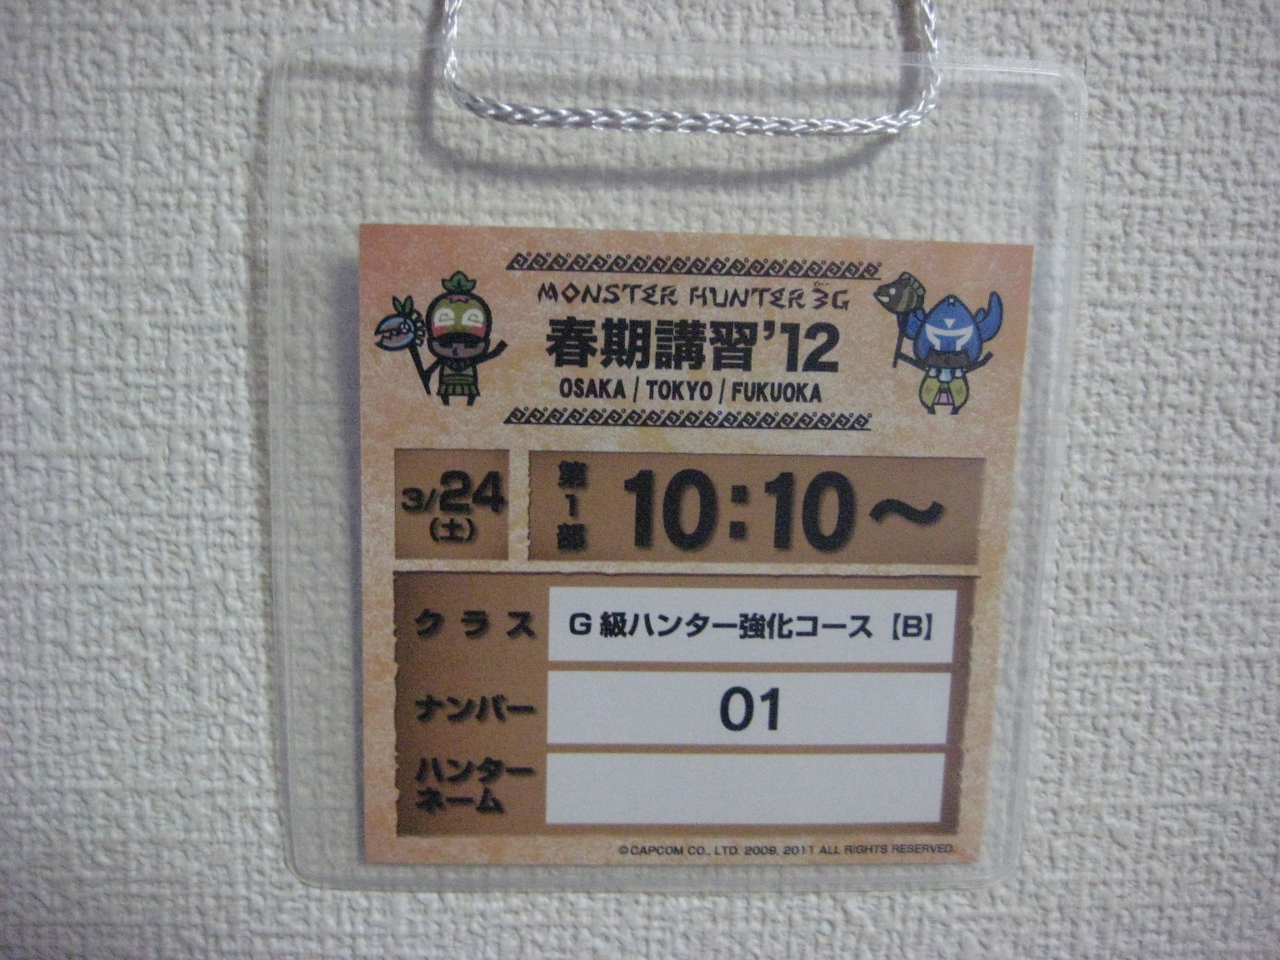 MONSTER HUNTER 3G
春期講習'12
OSAKA / TOKYO / FUKUOKA
3/24
(土)
第1部
10:10〜
クラス
G級ハンター強化コース【B】
ナンバー
01
ハンター
ネーム
©CAPCOM CO., LTD. 2009, 2011 ALL RIGHTS RESERVED.